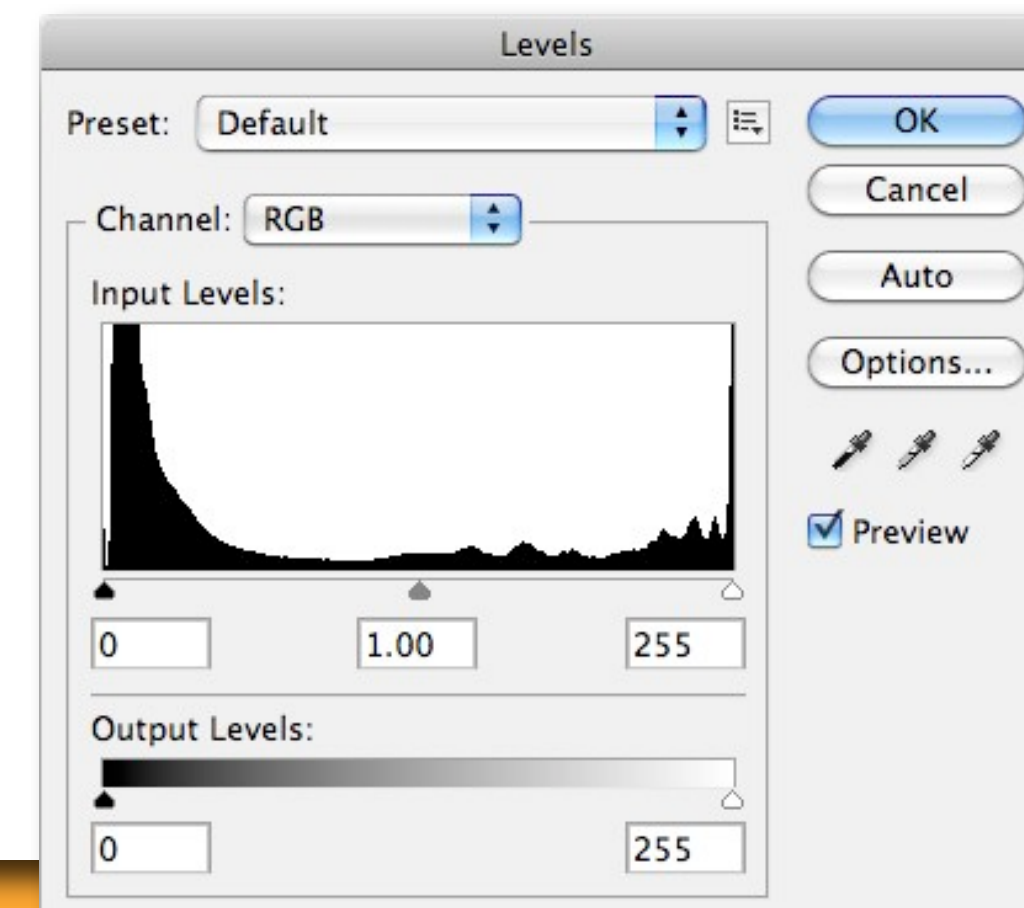 Levels
Preset: Default
OK
Cancel
Channel: RGB
Auto
Input Levels:
Options...
Preview
0 1.00 255
Output Levels:
0 255